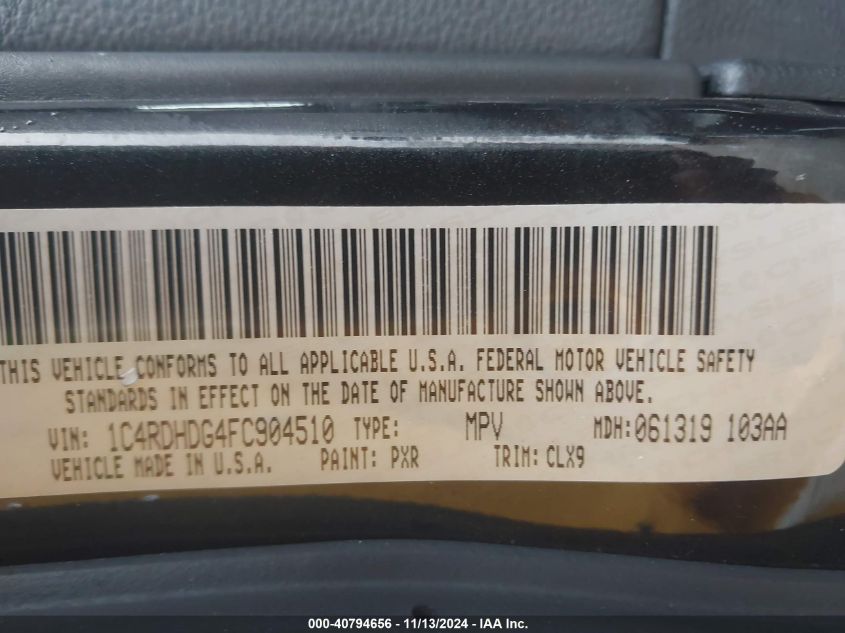 THIS VEHICLE CONFORMS TO ALL APPLICABLE U.S.A. FEDERAL MOTOR VEHICLE SAFETY
STANDARDS IN EFFECT ON THE DATE OF MANUFACTURE SHOWN ABOVE.
VIN: 1C4RDHDG4FC904510 TYPE: MPV MDH: 061319 103AA
VEHICLE MADE IN U.S.A. PAINT: PXR TRIM: CLX9
000-40794656 - 11/13/2024 - IAA Inc.